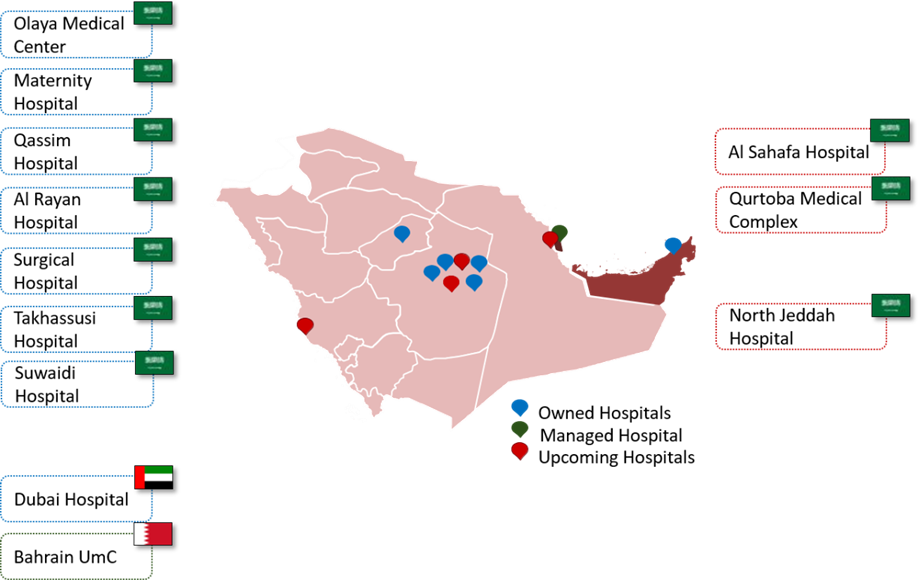 Olaya Medical
Center
Maternity
Hospital
Qassim
Hospital
Al Rayan
Hospital
Surgical
Hospital
Takhassusi
Hospital
Suwaidi
Hospital
Dubai Hospital
Bahrain UmC
Al Sahafa Hospital
Qurtoba Medical
Complex
North Jeddah
Hospital
Owned Hospitals
Managed Hospital
Upcoming Hospitals